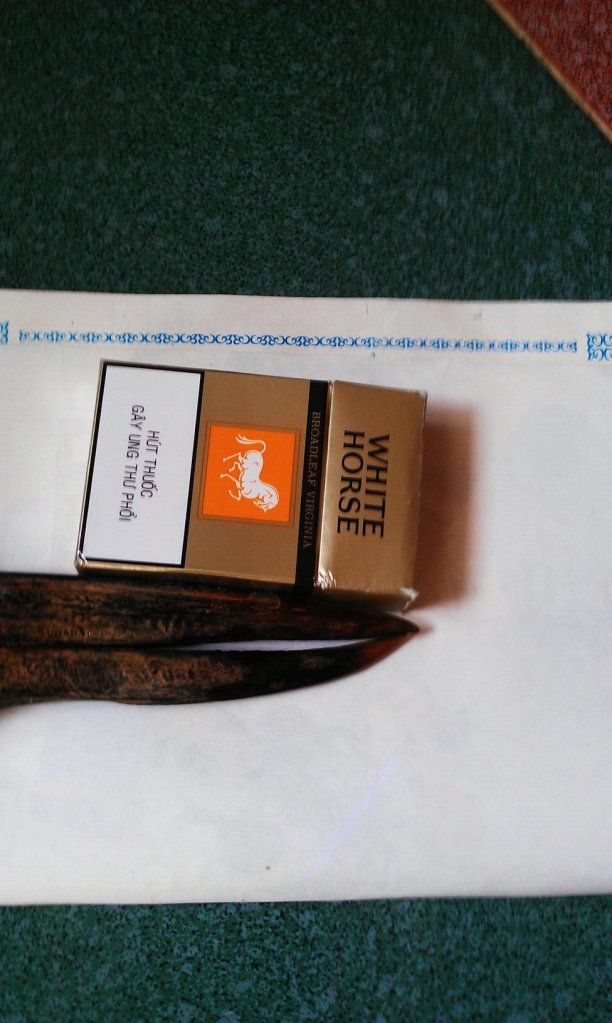 WHITE
HORSE
BROADLEAF VIRGINIA
HÚT THUỐC
GÂY UNG THƯ PHỔI